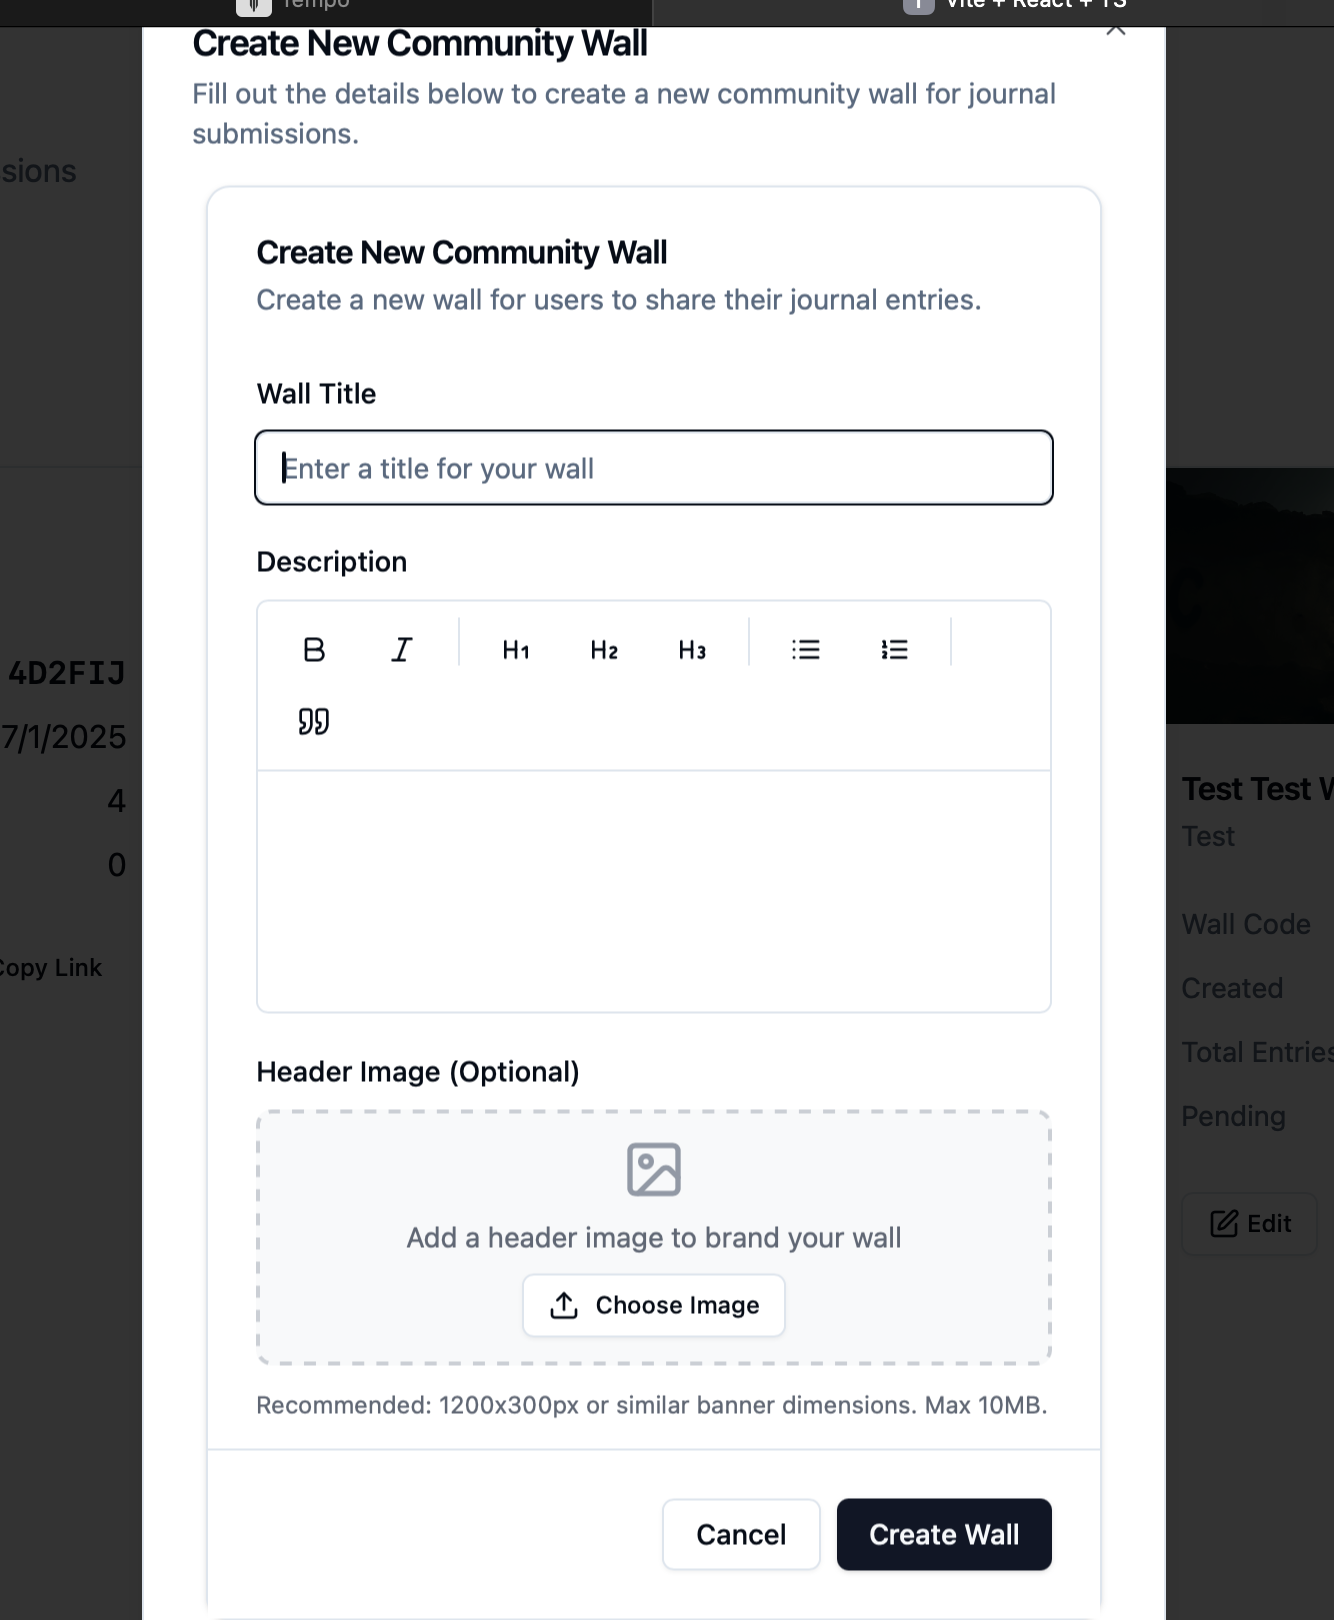 Tempo
Vite + React + TS
Create New Community Wall
Fill out the details below to create a new community wall for journal
submissions.
sions
Create New Community Wall
Create a new wall for users to share their journal entries.
Wall Title
Enter a title for your wall
Description
B I H1 H2 H3
4D2FIJ
7/1/2025
4
0
Copy Link
Test Test W
Test
Wall Code
Created
Total Entries
Pending
Edit
Header Image (Optional)
Add a header image to brand your wall
Choose Image
Recommended: 1200x300px or similar banner dimensions. Max 10MB.
Cancel
Create Wall